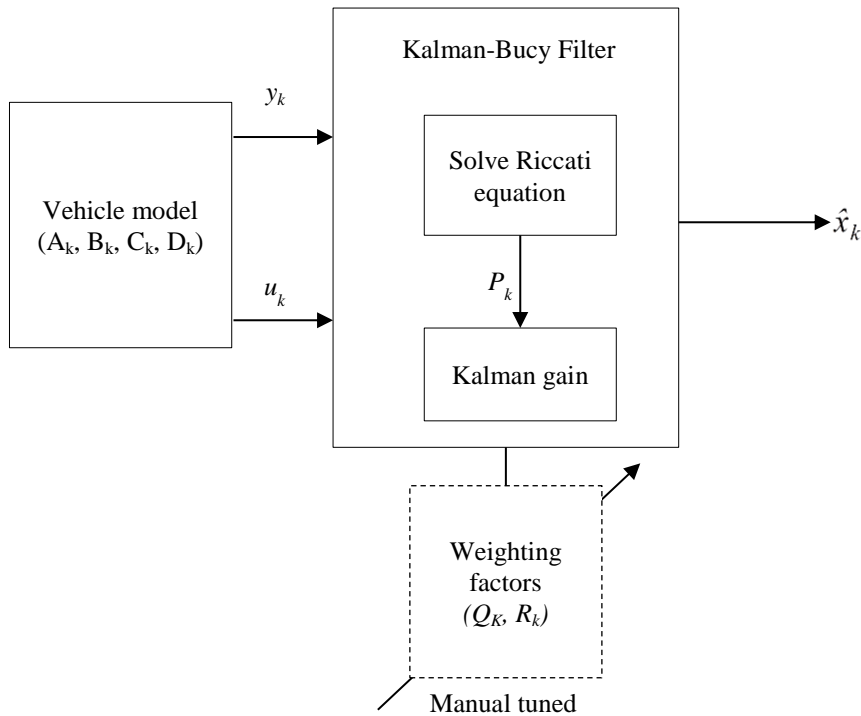 Kalman-Bucy Filter
y_k
Solve Riccati
equation
Vehicle model
(A_k, B_k, C_k, D_k)
x̂_k
u_k
P_k
Kalman gain
Weighting
factors
(Q_K, R_k)
Manual tuned